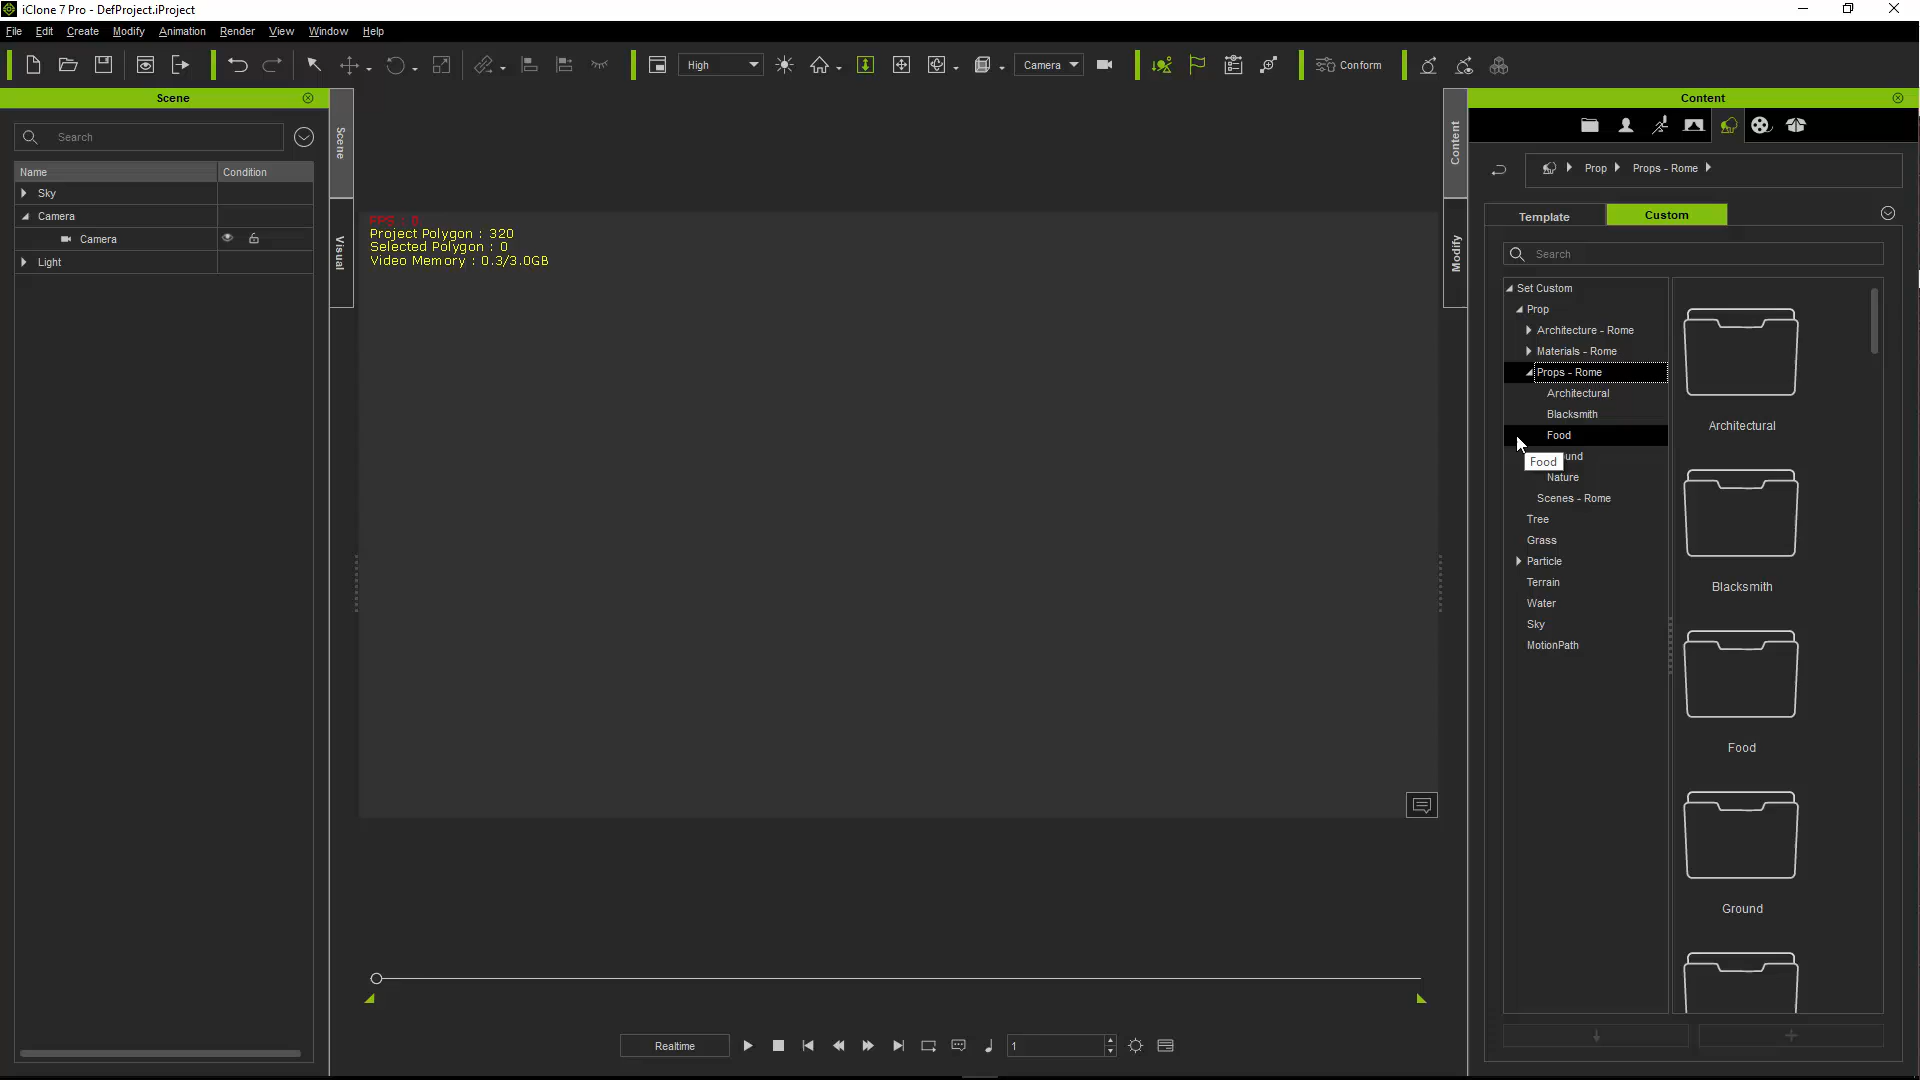 iClone 7 Pro - DefProject.iProject
File Edit Create Modify Animation Render View Window Help
High
Camera
Conform
Scene
Search
Name Condition
Sky
Camera
Camera
Light
Scene
Visual
FPS : 0
Project Polygon : 320
Selected Polygon : 0
Video Memory : 0.3/3.0GB
Realtime
1
Content
Modify
Content
Prop Props - Rome
Template Custom
Search
Set Custom
Prop
Architecture - Rome
Materials - Rome
Props - Rome
Architectural
Blacksmith
Food
Food
und
Nature
Scenes - Rome
Tree
Grass
Particle
Terrain
Water
Sky
MotionPath
Architectural
Blacksmith
Food
Ground